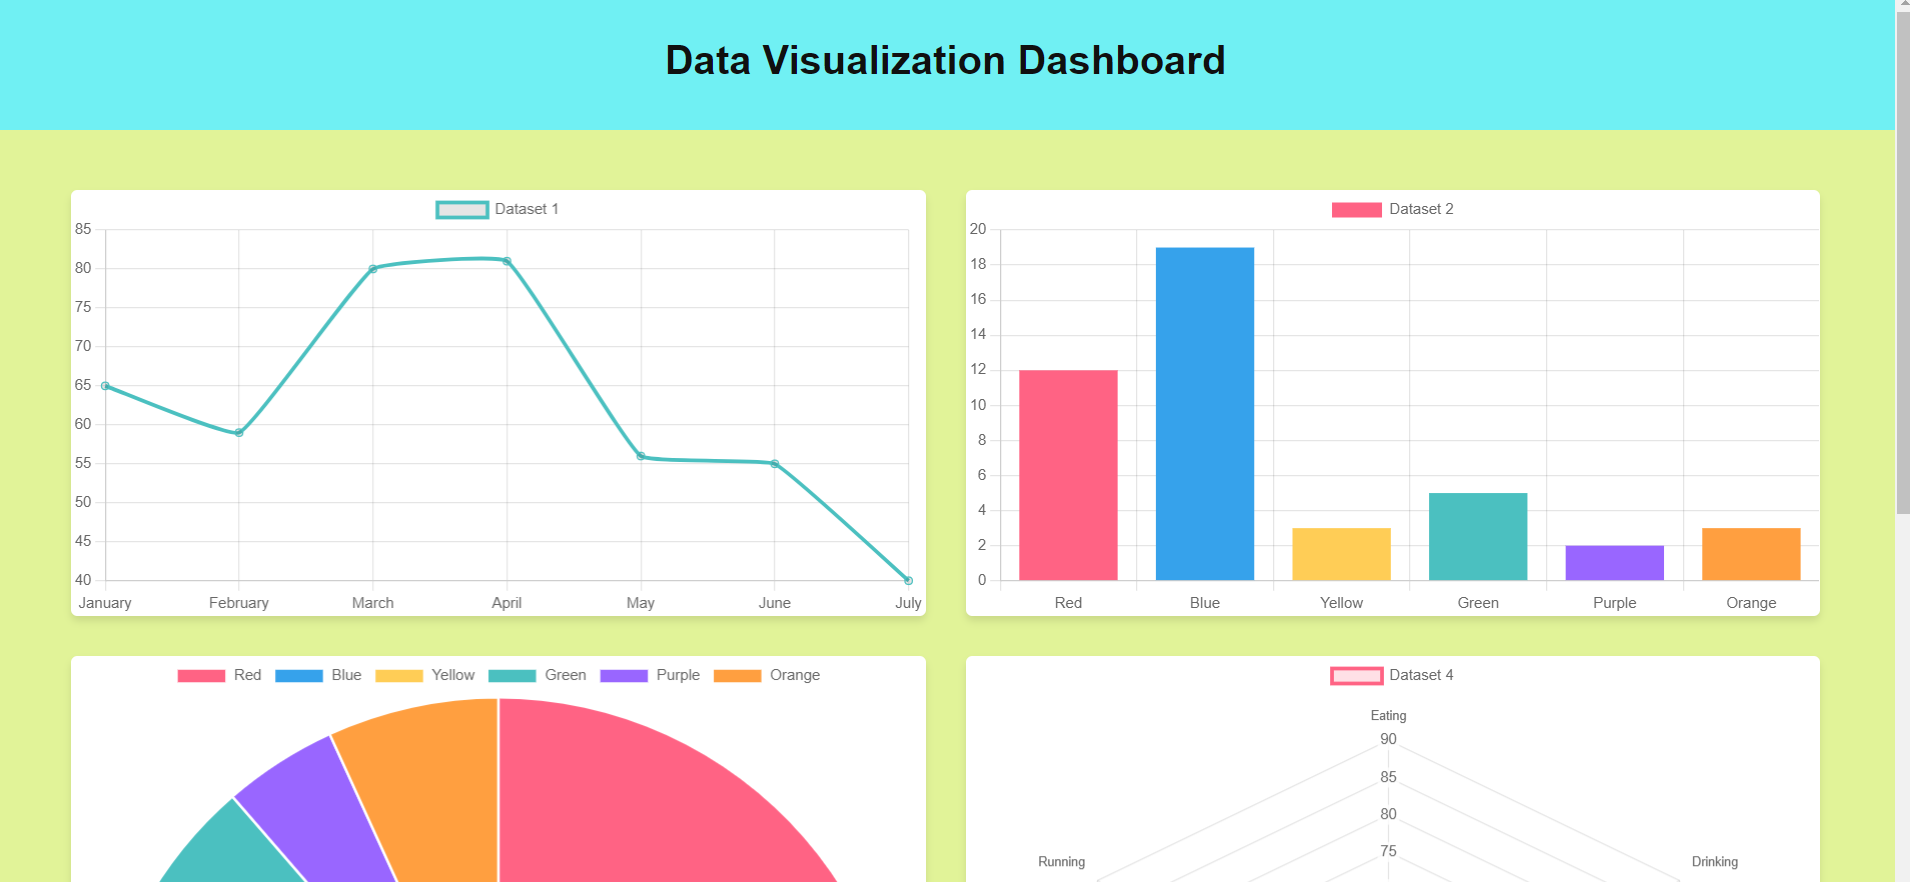 Data Visualization Dashboard
Dataset 1
85
80
75
70
65
60
55
50
45
40
January February March April May June July
Dataset 2
20
18
16
14
12
10
8
6
4
2
0
Red Blue Yellow Green Purple Orange
Red Blue Yellow Green Purple Orange
Dataset 4
Eating
90
85
80
75
Running Drinking